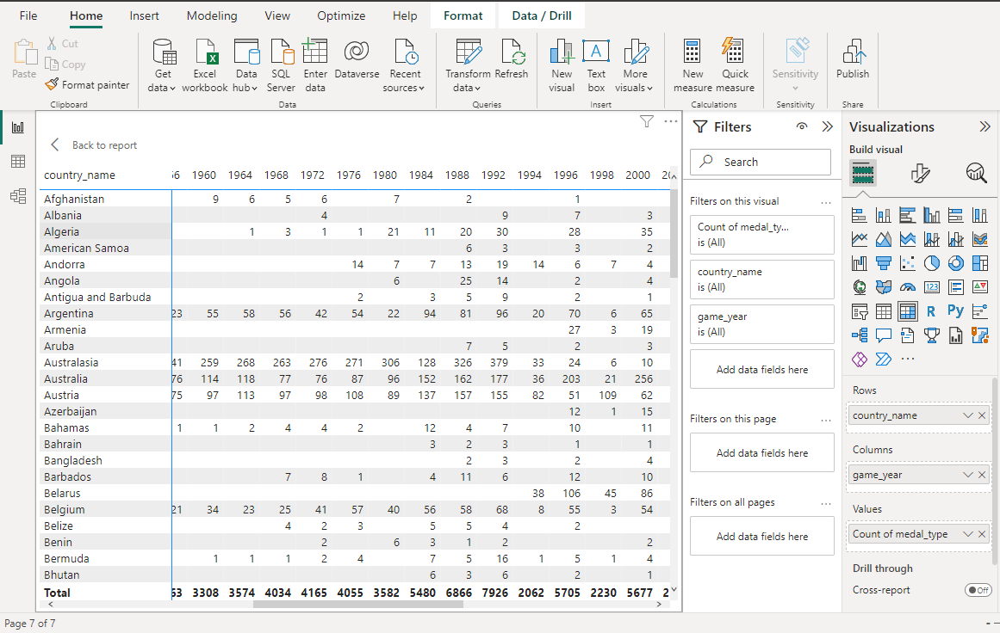 File Home Insert Modeling View Optimize Help Format Data / Drill
Paste
Cut
Copy
Format painter
Clipboard
Get data
Excel workbook
Data hub
SQL Server
Enter data
Dataverse
Recent sources
Data
Transform data
Refresh
Queries
New visual
Text box
More visuals
Insert
New measure
Quick measure
Calculations
Sensitivity
Sensitivity
Publish
Share
Back to report
country_name 1960 1964 1968 1972 1976 1980 1984 1988 1992 1994 1996 1998 2000
Afghanistan 9 6 5 6 7 2 1
Albania 4 9 7 3
Algeria 1 3 1 1 21 11 20 30 28 35
American Samoa 6 3 3 2
Andorra 14 7 7 13 19 14 6 7 4
Angola 6 25 14 2 4
Antigua and Barbuda 2 3 5 9 2 1
Argentina 23 55 58 56 42 54 22 94 81 96 20 70 6 65
Armenia 27 3 19
Aruba 7 5 2 3
Australasia 41 259 268 263 276 271 306 128 326 379 33 24 6 10
Australia 76 114 118 77 76 87 96 152 162 177 36 203 21 256
Austria 75 97 113 97 98 108 89 137 157 155 82 51 109 62
Azerbaijan 12 1 15
Bahamas 1 1 2 4 4 2 12 4 7 10 11
Bahrain 3 2 3 1 1
Bangladesh 2 3 2 4
Barbados 7 8 1 4 11 6 12 10
Belarus 38 106 45 86
Belgium 21 34 23 25 41 57 40 56 58 68 8 55 3 54
Belize 4 2 3 5 5 4 2
Benin 2 6 3 1 2 2
Bermuda 1 1 1 2 4 7 5 16 1 5 1 4
Bhutan 6 3 6 2 1
Total 3308 3574 4034 4165 4055 3582 5480 6866 7926 2062 5705 2230 5677
Filters
Search
Filters on this visual
Count of medal_ty...
is (All)
country_name
is (All)
game_year
is (All)
Add data fields here
Filters on this page
Add data fields here
Filters on all pages
Add data fields here
Visualizations
Build visual
123
R
Py
Rows
country_name
Columns
game_year
Values
Count of medal_type
Drill through
Cross-report
Off
Page 7 of 7